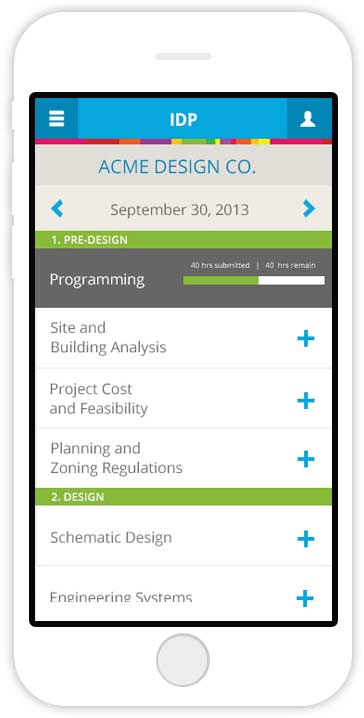 IDP
ACME DESIGN CO.
September 30, 2013
1. PRE-DESIGN
Programming
40 hrs submitted | 40 hrs remain
Site and
Building Analysis
Project Cost
and Feasibility
Planning and
Zoning Regulations
2. DESIGN
Schematic Design
Engineering Systems